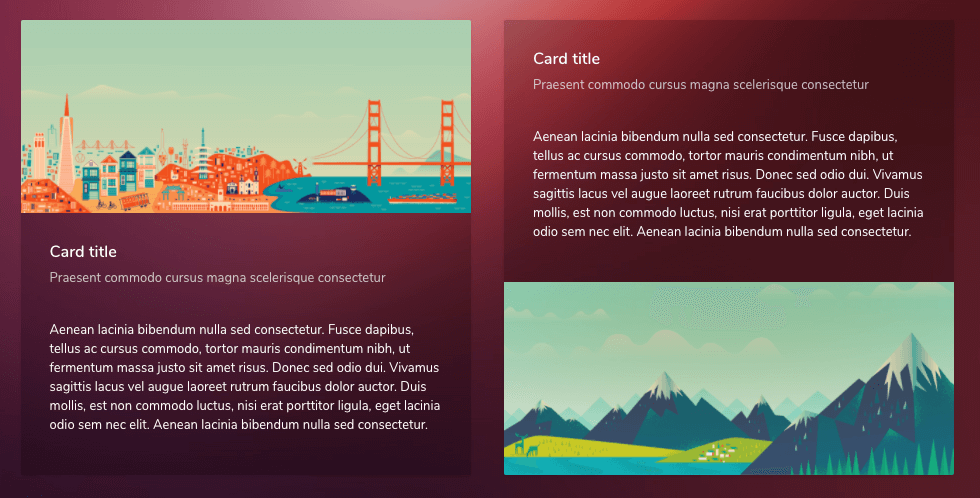 Card title
Praesent commodo cursus magna scelerisque consectetur
Aenean lacinia bibendum nulla sed consectetur. Fusce dapibus,
tellus ac cursus commodo, tortor mauris condimentum nibh, ut
fermentum massa justo sit amet risus. Donec sed odio dui. Vivamus
sagittis lacus vel augue laoreet rutrum faucibus dolor auctor. Duis
mollis, est non commodo luctus, nisi erat porttitor ligula, eget lacinia
odio sem nec elit. Aenean lacinia bibendum nulla sed consectetur.
Card title
Praesent commodo cursus magna scelerisque consectetur
Aenean lacinia bibendum nulla sed consectetur. Fusce dapibus,
tellus ac cursus commodo, tortor mauris condimentum nibh, ut
fermentum massa justo sit amet risus. Donec sed odio dui. Vivamus
sagittis lacus vel augue laoreet rutrum faucibus dolor auctor. Duis
mollis, est non commodo luctus, nisi erat porttitor ligula, eget lacinia
odio sem nec elit. Aenean lacinia bibendum nulla sed consectetur.